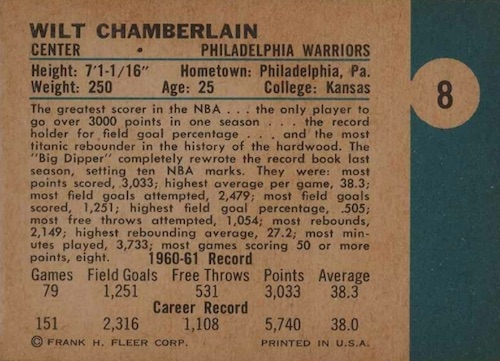 WILT CHAMBERLAIN
CENTER • PHILADELPHIA WARRIORS
Height: 7'1-1/16" Hometown: Philadelphia, Pa.
Weight: 250 Age: 25 College: Kansas
8
The greatest scorer in the NBA . . . the only player to
go over 3000 points in one season . . . the record
holder for field goal percentage . . . and the most
titanic rebounder in the history of the hardwood. The
"Big Dipper" completely rewrote the record book last
season, setting ten NBA marks. They were: most
points scored, 3,033; highest average per game, 38.3;
most field goals attempted, 2,479; most field goals
scored, 1,251; highest field goal percentage, .505;
most free throws attempted, 1,054; most rebounds,
2,149; highest rebounding average, 27.2; most min-
utes played, 3,733; most games scoring 50 or more
points, eight.
1960-61 Record
Games Field Goals Free Throws Points Average
79 1,251 531 3,033 38.3
Career Record
151 2,316 1,108 5,740 38.0
© FRANK H. FLEER CORP. PRINTED IN U.S.A.